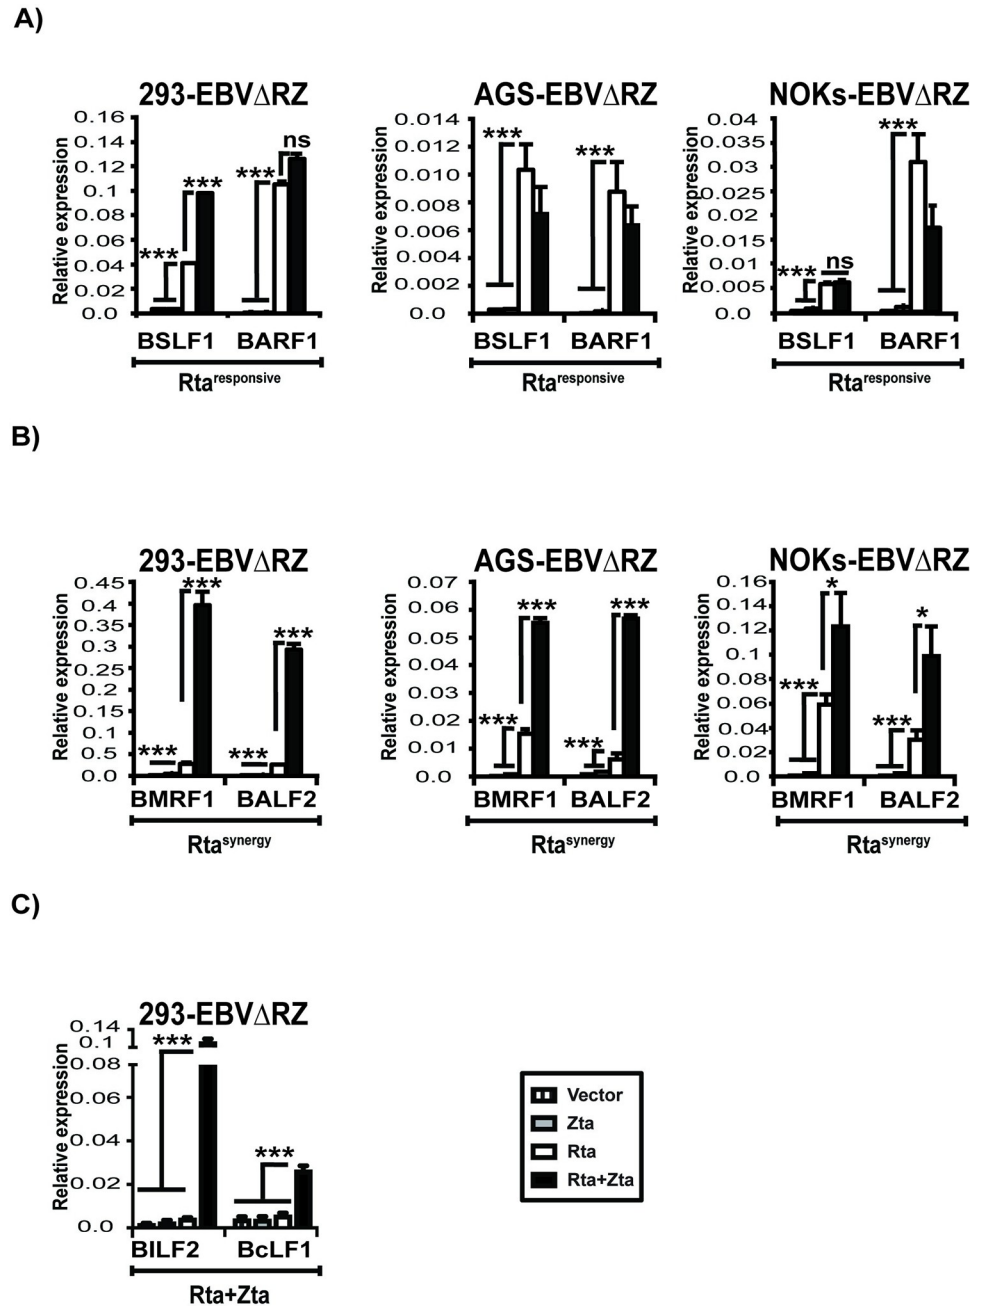 A)
293-EBVΔRZ
Relative expression
0.16
0.14
0.12
0.1
0.08
0.06
0.04
0.02
0.0
***
***
***
ns
BSLF1 BARF1
Rtaresponsive
AGS-EBVΔRZ
Relative expression
0.014
0.012
0.01
0.008
0.006
0.004
0.002
0.0
***
***
BSLF1 BARF1
Rtaresponsive
NOKs-EBVΔRZ
Relative expression
0.04
0.035
0.03
0.025
0.02
0.015
0.01
0.005
0.0
***
ns
***
BSLF1 BARF1
Rtaresponsive
B)
293-EBVΔRZ
Relative expression
0.45
0.4
0.35
0.3
0.25
0.2
0.15
0.1
0.5
0.0
***
***
***
***
BMRF1 BALF2
Rtasynergy
AGS-EBVΔRZ
Relative expression
0.07
0.06
0.05
0.04
0.03
0.02
0.01
0.0
***
***
***
***
BMRF1 BALF2
Rtasynergy
NOKs-EBVΔRZ
Relative expression
0.16
0.14
0.12
0.1
0.08
0.06
0.04
0.02
0.0
***
*
***
*
BMRF1 BALF2
Rtasynergy
C)
293-EBVΔRZ
Relative expression
0.14
0.1
0.08
0.06
0.04
0.02
0.0
***
***
BILF2 BcLF1
Rta+Zta
Vector
Zta
Rta
Rta+Zta